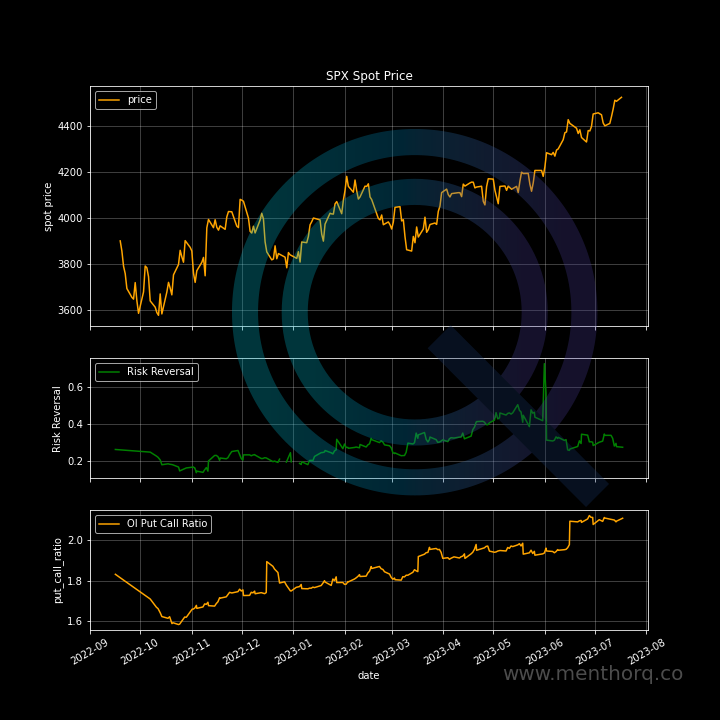 SPX Spot Price
price
4400
4200
4000
3800
3600
spot price
Risk Reversal
0.6
0.4
0.2
Risk Reversal
OI Put Call Ratio
2.0
1.8
1.6
put_call_ratio
2022-09 2022-10 2022-11 2022-12 2023-01 2023-02 2023-03 2023-04 2023-05 2023-06 2023-07 2023-08
date
www.menthorq.co